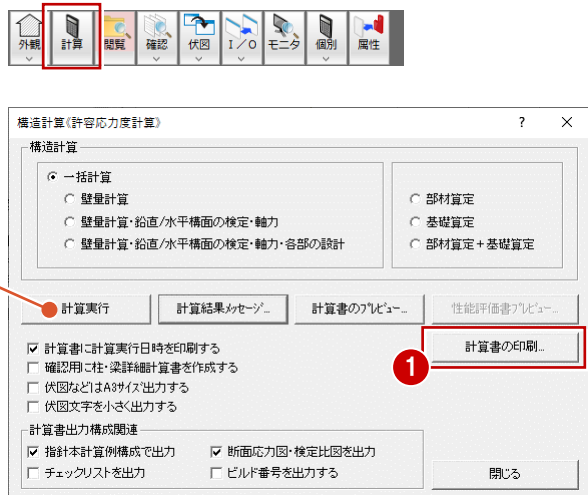 外観 計算 閲覧 確認 伏図 I/O モニタ 個別 属性
構造計算《許容応力度計算》 ? ×
構造計算
一括計算
壁量計算
壁量計算・鉛直/水平構面の検定・軸力
壁量計算・鉛直/水平構面の検定・軸力・各部の設計
部材算定
基礎算定
部材算定+基礎算定
計算実行 計算結果メッセージ... 計算書のプレビュー... 性能評価書プレビュー...
計算書の印刷...
1
計算書に計算実行日時を印刷する
確認用に柱・梁詳細計算書を作成する
伏図などはA3サイズ出力する
伏図文字を小さく出力する
計算書出力構成関連
指針本計算例構成で出力 断面応力図・検定比図を出力
チェックリストを出力 ビルド番号を出力する
閉じる